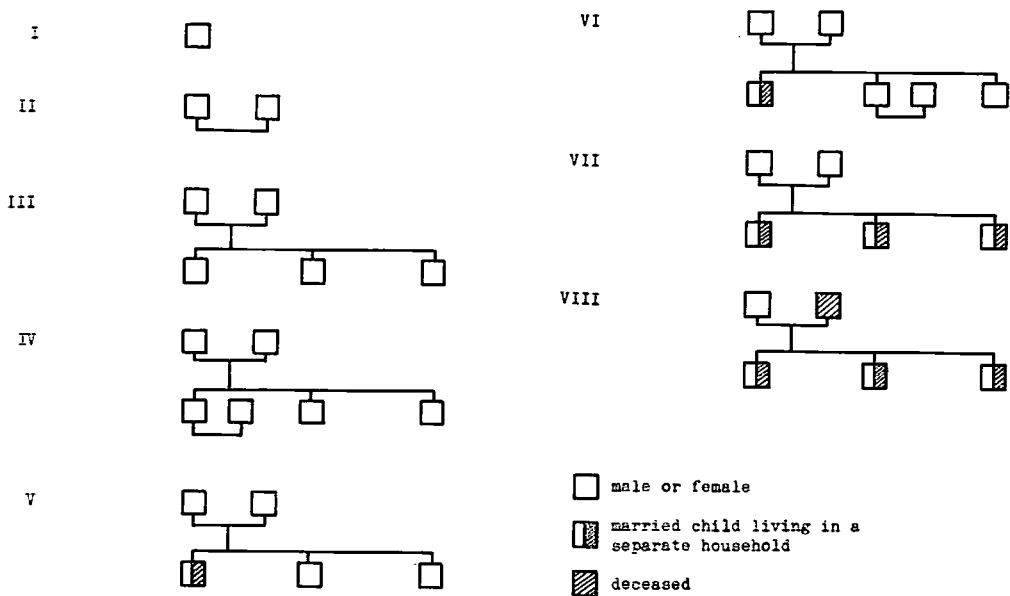 I
II
III
IV
V
VI
VII
VIII
male or female
married child living in a
separate household
deceased